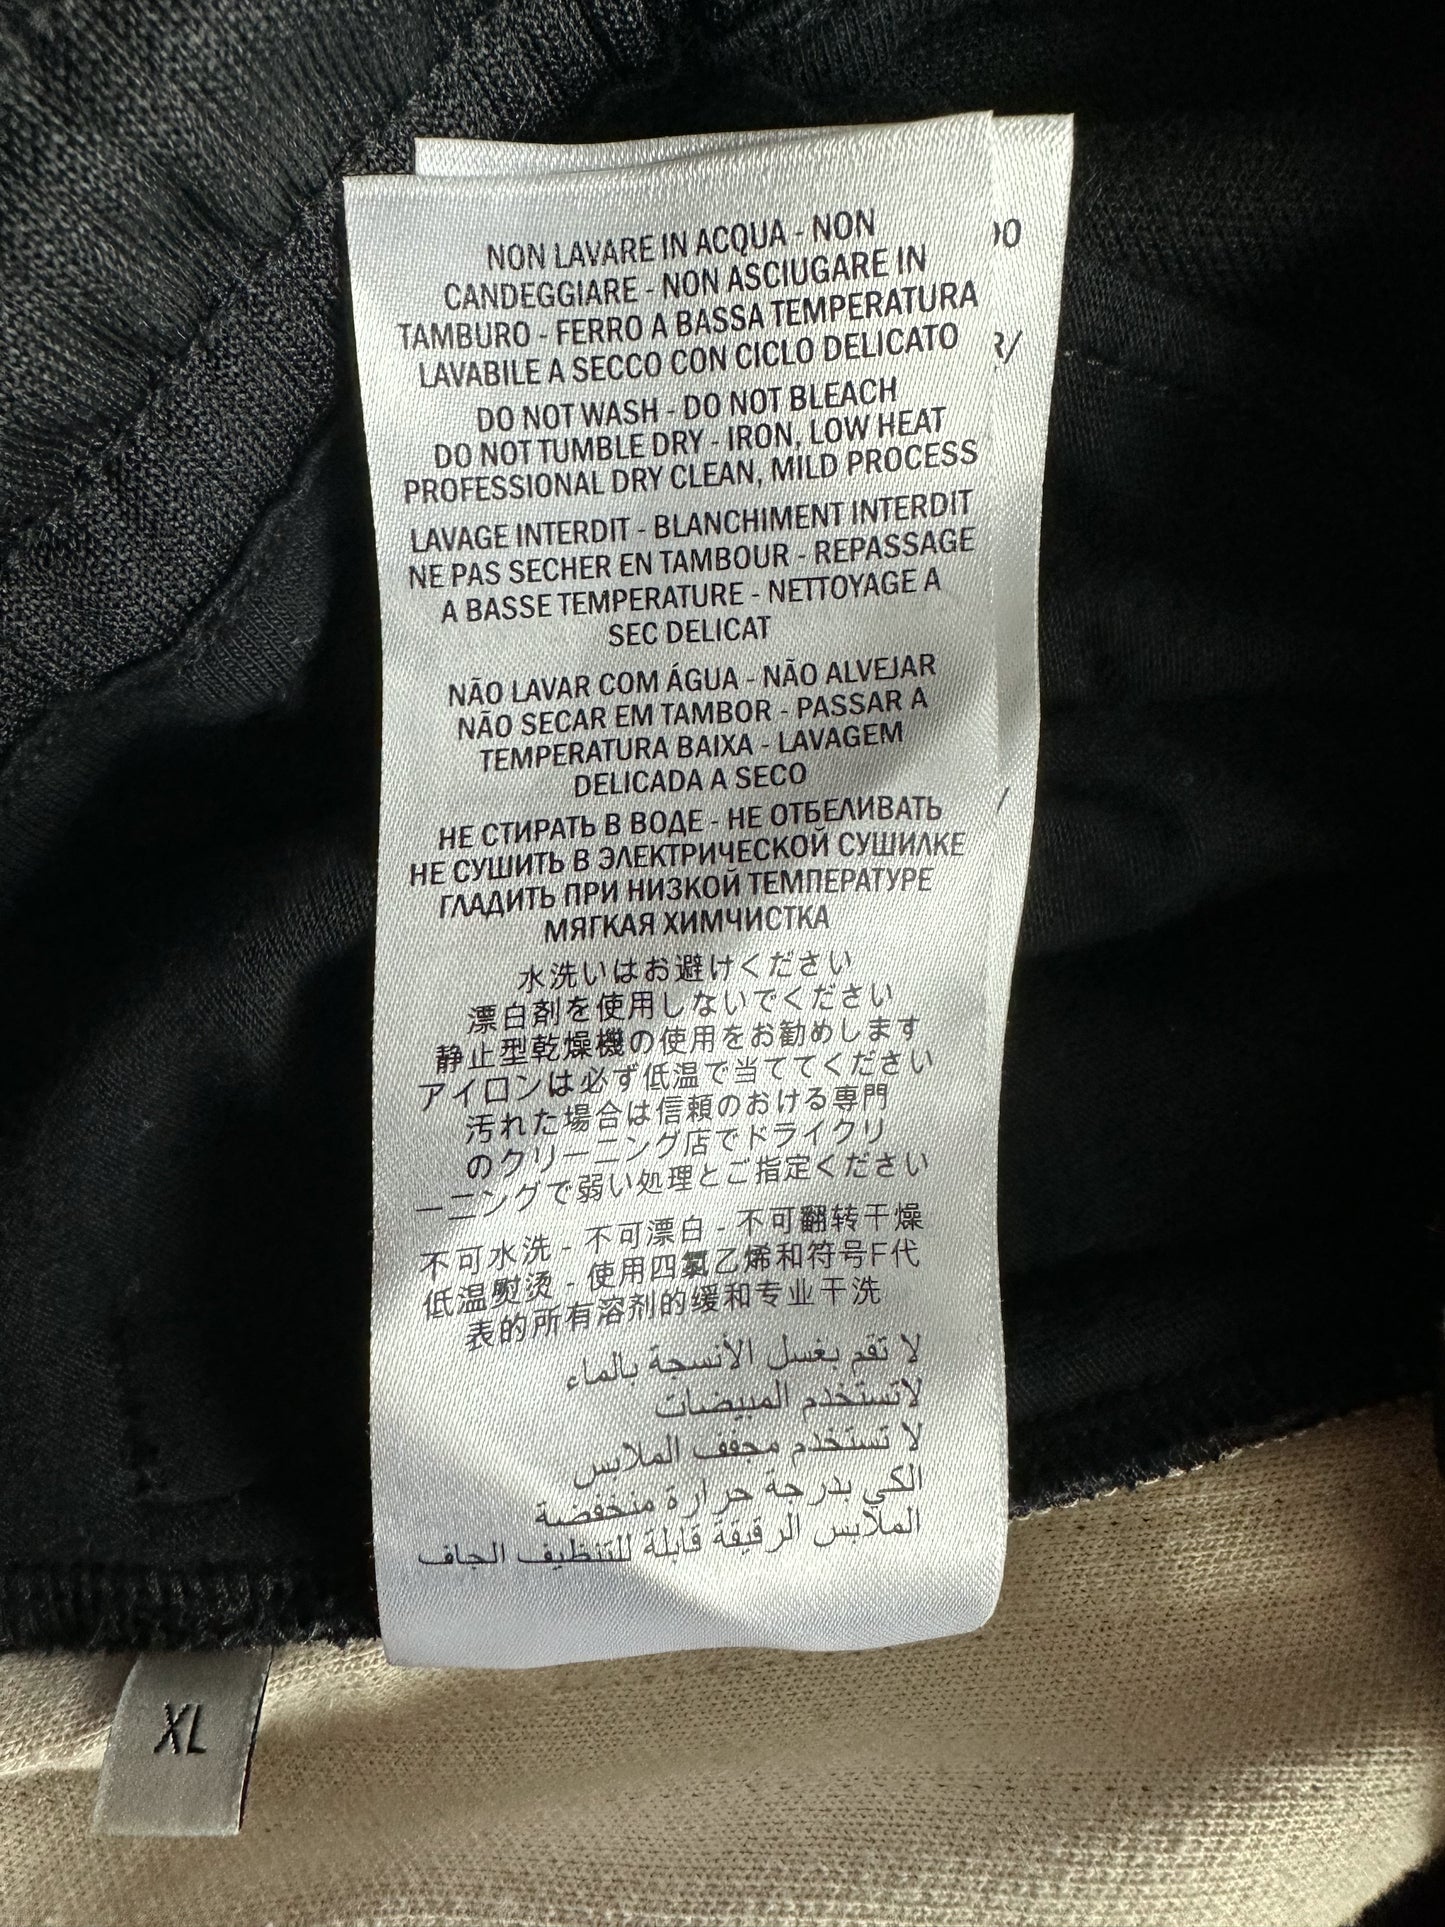 NON LAVARE IN ACQUA - NON
CANDEGGIARE - NON ASCIUGARE IN
TAMBURO - FERRO A BASSA TEMPERATURA
LAVABILE A SECCO CON CICLO DELICATO
DO NOT WASH - DO NOT BLEACH
DO NOT TUMBLE DRY - IRON, LOW HEAT
PROFESSIONAL DRY CLEAN, MILD PROCESS
LAVAGE INTERDIT - BLANCHIMENT INTERDIT
NE PAS SECHER EN TAMBOUR - REPASSAGE
A BASSE TEMPERATURE - NETTOYAGE A
SEC DELICAT
NÃO LAVAR COM ÁGUA - NÃO ALVEJAR
NÃO SECAR EM TAMBOR - PASSAR A
TEMPERATURA BAIXA - LAVAGEM
DELICADA A SECO
НЕ СТИРАТЬ В ВОДЕ - НЕ ОТБЕЛИВАТЬ
НЕ СУШИТЬ В ЭЛЕКТРИЧЕСКОЙ СУШИЛКЕ
ГЛАДИТЬ ПРИ НИЗКОЙ ТЕМПЕРАТУРЕ
МЯГКАЯ ХИМЧИСТКА
水洗いはお避けください
漂白剤を使用しないでください
静止型乾燥機の使用をお勧めします
アイロンは必ず低温で当ててください
汚れた場合は信頼のおける専門
のクリーニング店でドライクリ
ーニングで弱い処理とご指定ください
不可水洗 - 不可漂白 - 不可翻转干燥
低温熨烫 - 使用四氯乙烯和符号F代
表的所有溶剂的缓和专业干洗
لا تقم بغسل الأنسجة بالماء
لاتستخدم المبيضات
لا تستخدم مجفف الملابس
الكي بدرجة حرارة منخفضة
الملابس الرقيقة قابلة للتنظيف الجاف
XL